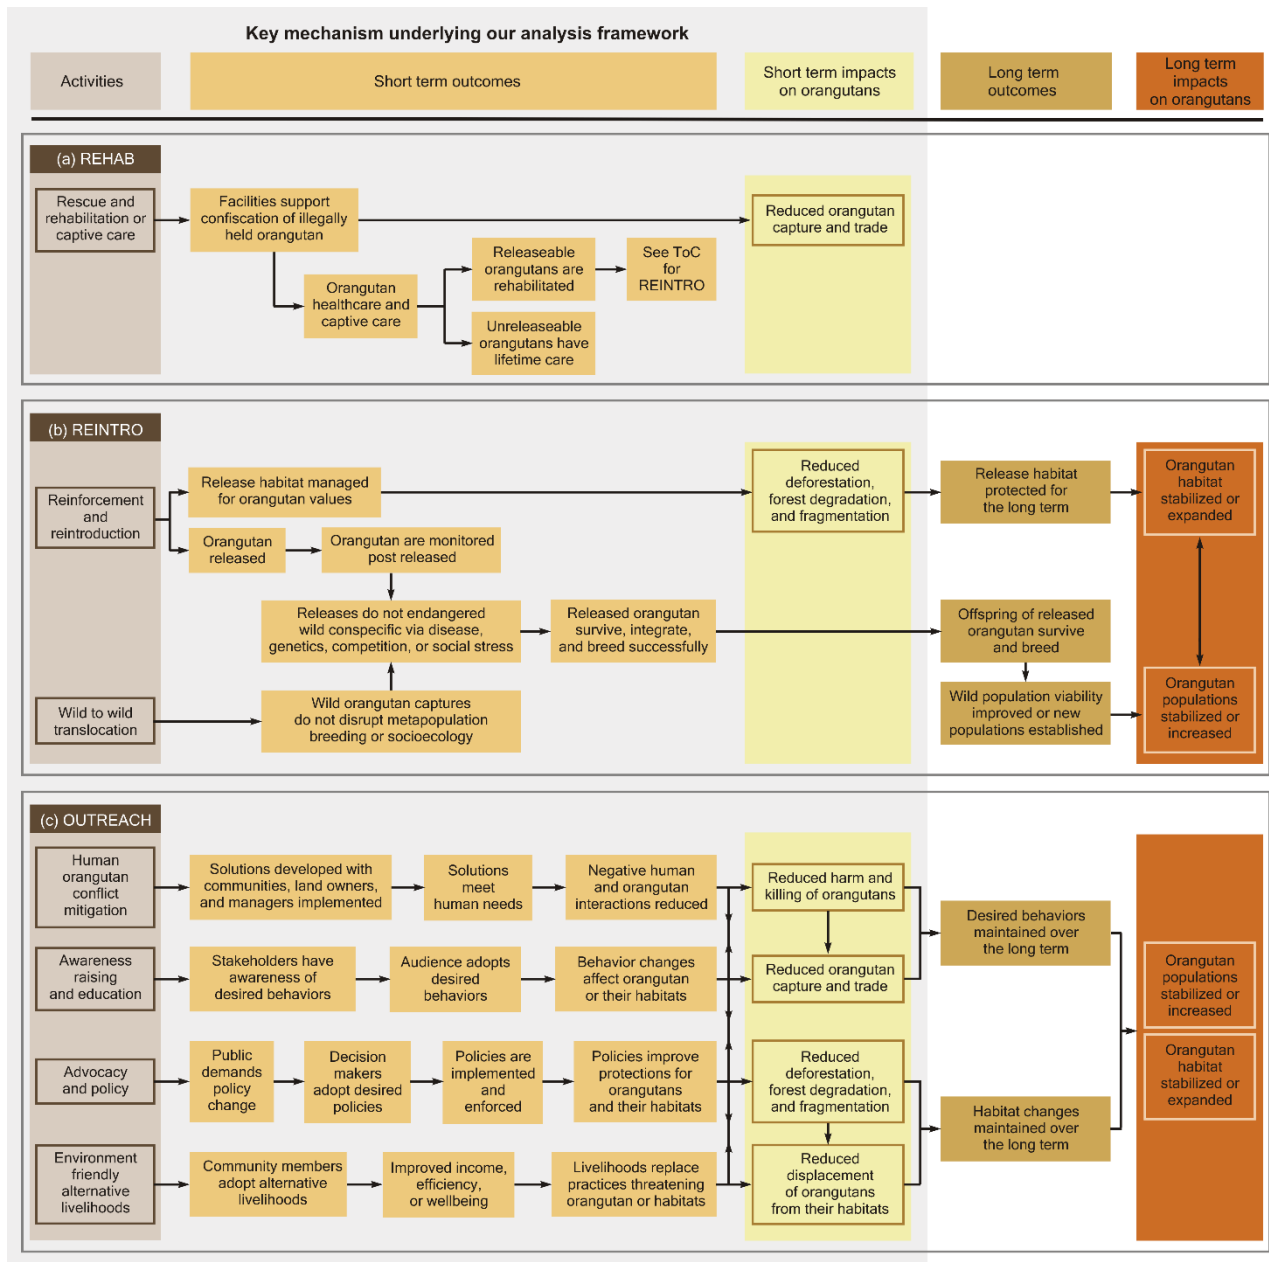 Key mechanism underlying our analysis framework
Activities
Short term outcomes
Short term impacts
on orangutans
Long term
outcomes
Long term
impacts
on orangutans
(a) REHAB
Rescue and
rehabilitation or
captive care
Facilities support
confiscation of illegally
held orangutan
Reduced orangutan
capture and trade
Orangutan
healthcare and
captive care
Releaseable
orangutans are
rehabilitated
See ToC
for
REINTRO
Unreleaseable
orangutans have
lifetime care
(b) REINTRO
Reinforcement
and
reintroduction
Release habitat managed
for orangutan values
Reduced
deforestation,
forest degradation,
and fragmentation
Release habitat
protected for
the long term
Orangutan
habitat
stabilized or
expanded
Orangutan
released
Orangutan are monitored
post released
Releases do not endangered
wild conspecific via disease,
genetics, competition, or social stress
Released orangutan
survive, integrate,
and breed successfully
Offspring of released
orangutan survive
and breed
Wild to wild
translocation
Wild orangutan captures
do not disrupt metapopulation
breeding or socioecology
Wild population viability
improved or new
populations established
Orangutan
populations
stabilized or
increased
(c) OUTREACH
Human
orangutan
conflict
mitigation
Solutions developed with
communities, land owners,
and managers implemented
Solutions
meet
human needs
Negative human
and orangutan
interactions reduced
Reduced harm and
killing of orangutans
Desired behaviors
maintained over
the long term
Awareness
raising
and education
Stakeholders have
awareness of
desired behaviors
Audience adopts
desired
behaviors
Behavior changes
affect orangutan
or their habitats
Reduced orangutan
capture and trade
Orangutan
populations
stabilized or
increased
Advocacy
and policy
Public
demands
policy
change
Decision
makers
adopt desired
policies
Policies are
implemented
and
enforced
Policies improve
protections for
orangutans
and their habitats
Reduced
deforestation,
forest degradation,
and fragmentation
Orangutan
habitat
stabilized or
expanded
Habitat changes
maintained over
the long term
Environment
friendly
alternative
livelihoods
Community members
adopt alternative
livelihoods
Improved income,
efficiency,
or wellbeing
Livelihoods replace
practices threatening
orangutan or habitats
Reduced
displacement
of orangutans
from their habitats